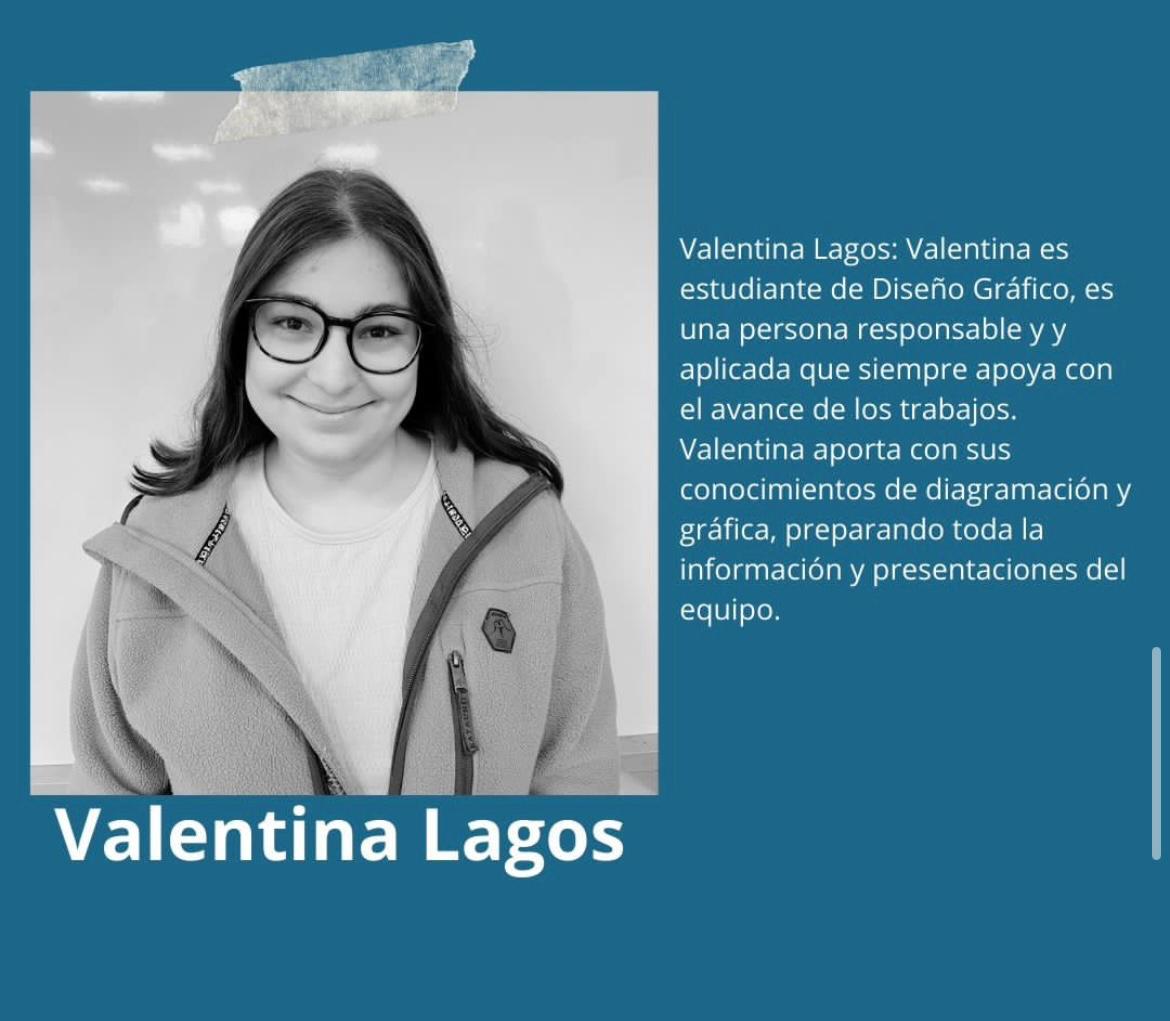 Valentina Lagos: Valentina es
estudiante de Diseño Gráfico, es
una persona responsable y y
aplicada que siempre apoya con
el avance de los trabajos.
Valentina aporta con sus
conocimientos de diagramación y
gráfica, preparando toda la
información y presentaciones del
equipo.
Valentina Lagos